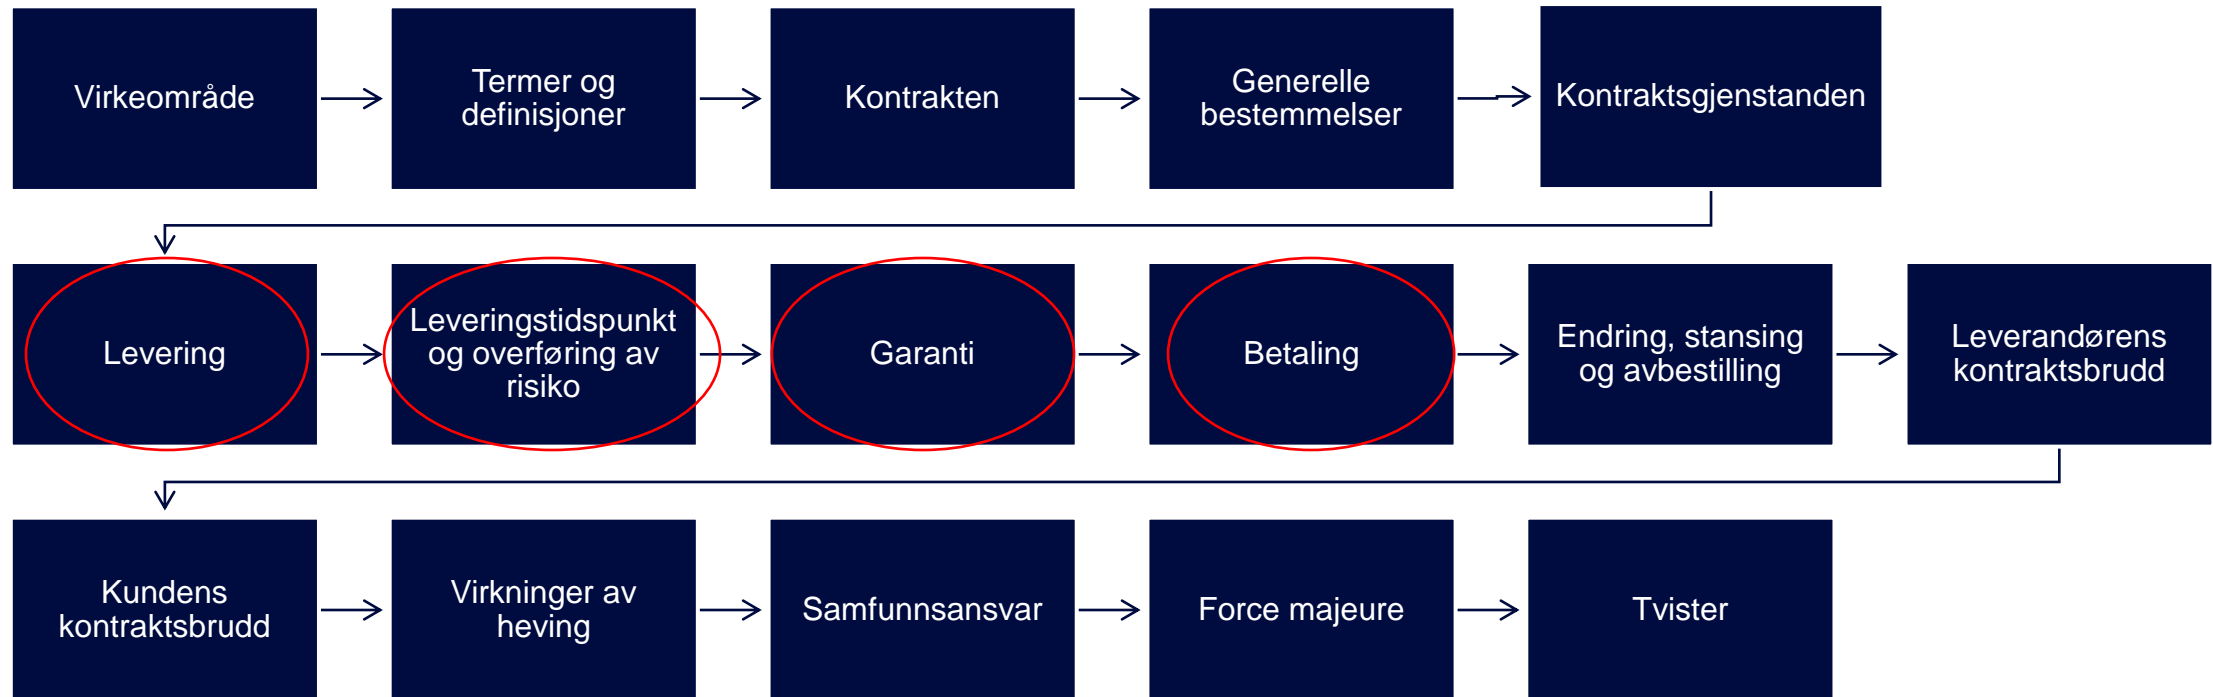 Virkeområde
Termer og
definisjoner
Kontrakten
Generelle
bestemmelser
Kontraktsgjenstanden
Levering
Leveringstidspunkt
og overføring av
risiko
Garanti
Betaling
Endring, stansing
og avbestilling
Leverandørens
kontraktsbrudd
Kundens
kontraktsbrudd
Virkninger av
heving
Samfunnsansvar
Force majeure
Tvister